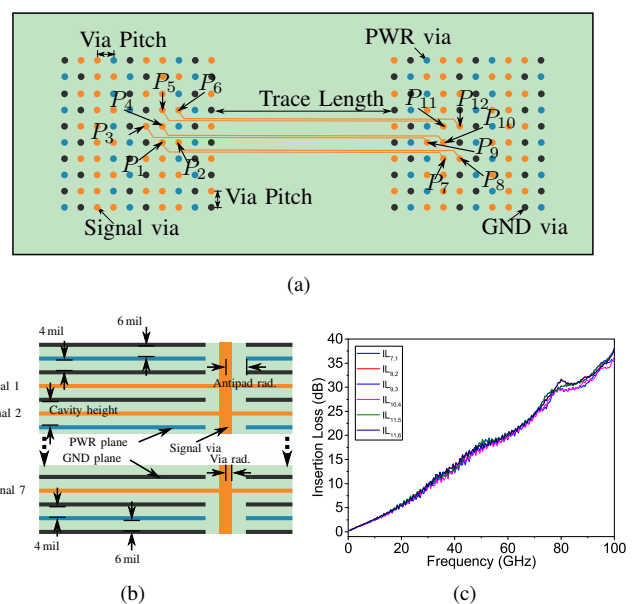 Via Pitch
PWR via
P5
P6
P4
P3
P1
P2
Trace Length
P11
P12
P10
P9
P7
P8
Via Pitch
Signal via
GND via
(a)
4 mil
6 mil
nal 1
nal 2
nal 7
Antipad rad.
Cavity height
PWR plane
GND plane
Signal via
Via rad.
4 mil
6 mil
(b)
Insertion Loss (dB)
40
35
30
25
20
15
10
5
0
IL7,1
IL8,2
IL9,3
IL10,4
IL11,5
IL11,6
0 20 40 60 80 100
Frequency (GHz)
(c)